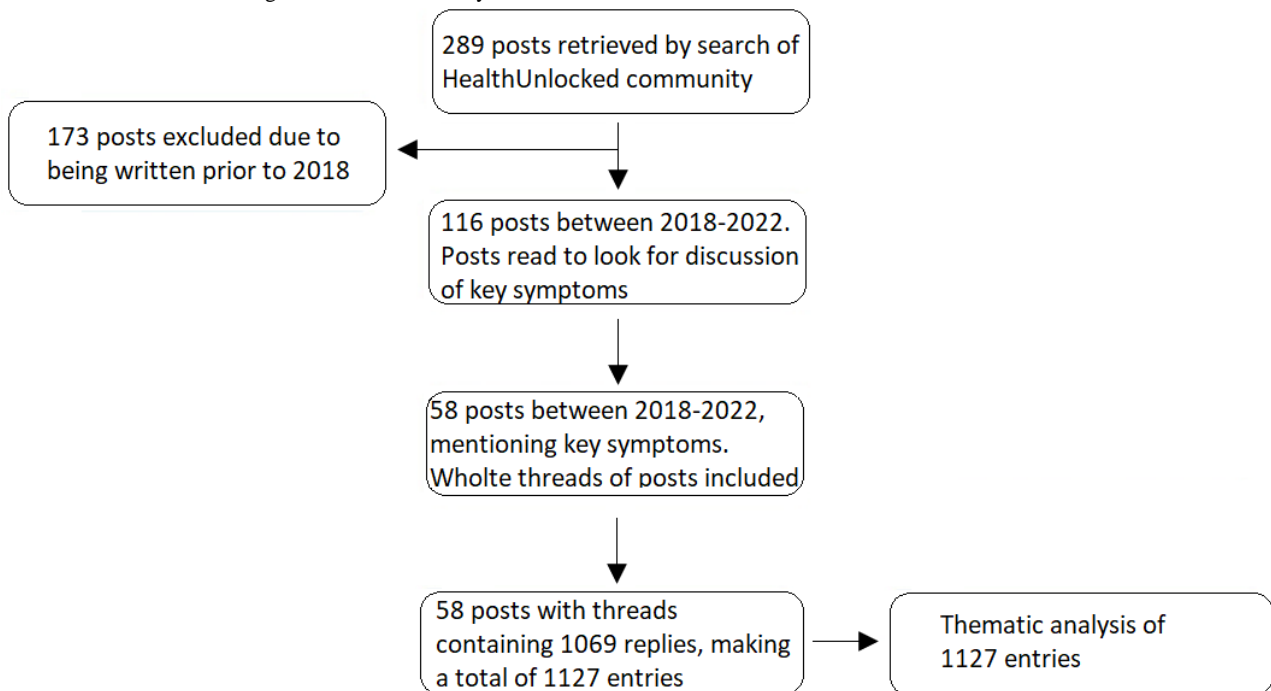 289 posts retrieved by search of
HealthUnlocked community
173 posts excluded due to
being written prior to 2018
116 posts between 2018-2022.
Posts read to look for discussion
of key symptoms
58 posts between 2018-2022,
mentioning key symptoms.
Wholte threads of posts included
58 posts with threads
containing 1069 replies, making
a total of 1127 entries
Thematic analysis of
1127 entries